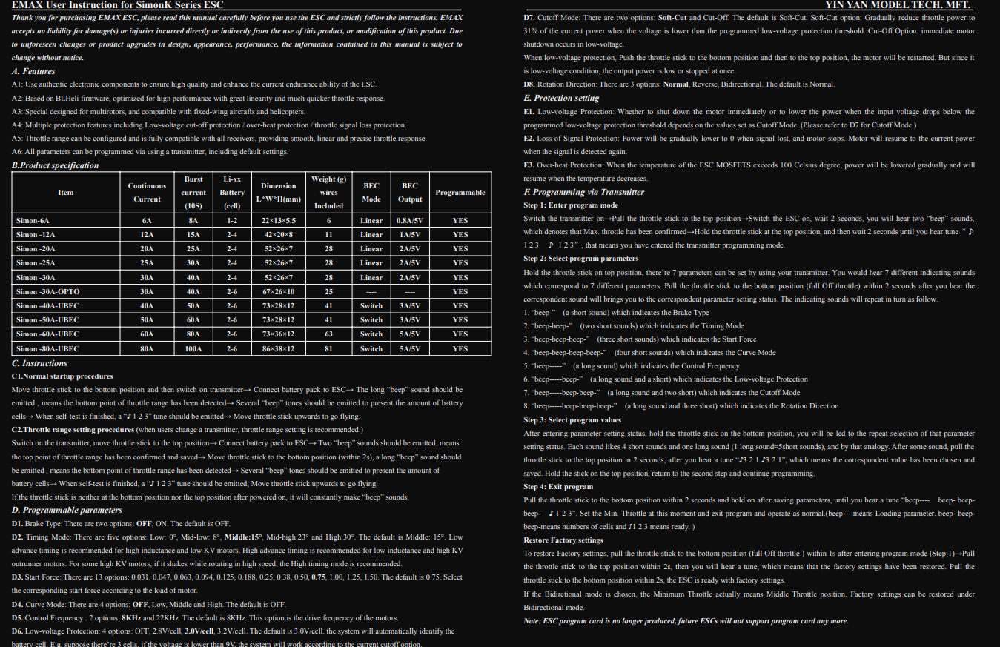 EMAX User Instruction for SimonK Series ESC
Thank you for purchasing EMAX ESC, please read this manual carefully before you use the ESC and strictly follow the instructions. EMAX
accepts no liability for damage(s) or injuries incurred directly or indirectly from the use of this product, or modification of this product. Due
to unforeseen changes or product upgrades in design, appearance, performance, the information contained in this manual is subject to
change without notice.
A. Features
A1: Use authentic electronic components to ensure high quality and enhance the current endurance ability of the ESC.
A2: Based on BLHeli firmware, optimized for high performance with great linearity and much quicker throttle response.
A3: Special designed for multirotors, and compatible with fixed-wing aircrafts and helicopters.
A4: Multiple protection features including Low-voltage cut-off protection / over-heat protection / throttle signal loss protection.
A5: Throttle range can be configured and is fully compatible with all receivers, providing smooth, linear and precise throttle response.
A6: All parameters can be programmed via using a transmitter, including default settings.
B.Product specification
Item Continuous Current Burst current (10S) Li-xx Battery (cell) Dimension L*W*H(mm) Weight (g) wires Included BEC Mode BEC Output Programmable
Simon-6A 6A 8A 1-2 22×13×5.5 6 Linear 0.8A/5V YES
Simon -12A 12A 15A 2-4 42×20×8 11 Linear 1A/5V YES
Simon -20A 20A 25A 2-4 52×26×7 28 Linear 2A/5V YES
Simon -25A 25A 30A 2-4 52×26×7 28 Linear 2A/5V YES
Simon -30A 30A 40A 2-4 52×26×7 28 Linear 2A/5V YES
Simon -30A-OPTO 30A 40A 2-6 67×26×10 25 ---- ---- YES
Simon -40A-UBEC 40A 50A 2-6 73×28×12 41 Switch 3A/5V YES
Simon -50A-UBEC 50A 60A 2-6 73×28×12 41 Switch 3A/5V YES
Simon -60A-UBEC 60A 80A 2-6 73×36×12 63 Switch 5A/5V YES
Simon -80A-UBEC 80A 100A 2-6 86×38×12 81 Switch 5A/5V YES
C. Instructions
C1.Normal startup procedures
Move throttle stick to the bottom position and then switch on transmitter→ Connect battery pack to ESC→ The long “beep” sound should be
emitted , means the bottom point of throttle range has been detected→ Several “beep” tones should be emitted to present the amount of battery
cells→ When self-test is finished, a “♪ 1 2 3” tune should be emitted→ Move throttle stick upwards to go flying.
C2.Throttle range setting procedures (when users change a transmitter, throttle range setting is recommended.)
Switch on the transmitter, move throttle stick to the top position→ Connect battery pack to ESC→ Two “beep” sounds should be emitted, means
the top point of throttle range has been confirmed and saved→ Move throttle stick to the bottom position (within 2s), a long “beep” sound should
be emitted , means the bottom point of throttle range has been detected→ Several “beep” tones should be emitted to present the amount of
battery cells→ When self-test is finished, a “♪ 1 2 3” tune should be emitted, Move throttle stick upwards to go flying.
If the throttle stick is neither at the bottom position nor the top position after powered on, it will constantly make “beep” sounds.
D. Programmable parameters
D1. Brake Type: There are two options: OFF, ON. The default is OFF.
D2. Timing Mode: There are five options: Low: 0°, Mid-low: 8°, Middle:15°, Mid-high:23° and High:30°. The default is Middle: 15°. Low
advance timing is recommended for high inductance and low KV motors. High advance timing is recommended for low inductance and high KV
outrunner motors. For some high KV motors, if it shakes while rotating in high speed, the High timing mode is recommended.
D3. Start Force: There are 13 options: 0.031, 0.047, 0.063, 0.094, 0.125, 0.188, 0.25, 0.38, 0.50, 0.75, 1.00, 1.25, 1.50. The default is 0.75. Select
the corresponding start force according to the load of motor.
D4. Curve Mode: There are 4 options: OFF, Low, Middle and High. The default is OFF.
D5. Control Frequency : 2 options: 8KHz and 22KHz. The default is 8KHz. This option is the drive frequency of the motors.
D6. Low-voltage Protection: 4 options: OFF, 2.8V/cell, 3.0V/cell, 3.2V/cell. The default is 3.0V/cell. the system will automatically identify the
battery cell. E.g. suppose there’re 3 cells, if the voltage is lower than 9V, the system will work according to the current cutoff option.
YIN YAN MODEL TECH. MFT.
D7. Cutoff Mode: There are two options: Soft-Cut and Cut-Off. The default is Soft-Cut. Soft-Cut option: Gradually reduce throttle power to
31% of the current power when the voltage is lower than the programmed low-voltage protection threshold. Cut-Off Option: immediate motor
shutdown occurs in low-voltage.
When low-voltage protection, Push the throttle stick to the bottom position and then to the top position, the motor will be restarted. But since it
is low-voltage condition, the output power is low or stopped at once.
D8. Rotation Direction: There are 3 options: Normal, Reverse, Bidirectional. The default is Normal.
E. Protection setting
E1. Low-voltage Protection: Whether to shut down the motor immediately or to lower the power when the input voltage drops below the
programmed low-voltage protection threshold depends on the values set as Cutoff Mode. (Please refer to D7 for Cutoff Mode )
E2. Loss of Signal Protection: Power will be gradually lower to 0 when signal lost, and motor stops. Motor will resume to the current power
when the signal is detected again.
E3. Over-heat Protection: When the temperature of the ESC MOSFETS exceeds 100 Celsius degree, power will be lowered gradually and will
resume when the temperature decreases.
F. Programming via Transmitter
Step 1: Enter program mode
Switch the transmitter on→Pull the throttle stick to the top position→Switch the ESC on, wait 2 seconds, you will hear two “beep” sounds,
which denotes that Max. throttle has been confirmed→Hold the throttle stick at the top position, and then wait 2 seconds until you hear tune “ ♪
1 2 3 ♪ 1 2 3” , that means you have entered the transmitter programming mode.
Step 2: Select program parameters
Hold the throttle stick on top position, there’re 7 parameters can be set by using your transmitter. You would hear 7 different indicating sounds
which correspond to 7 different parameters. Pull the throttle stick to the bottom position (full Off throttle) within 2 seconds after you hear the
correspondent sound will brings you to the correspondent parameter setting status. The indicating sounds will repeat in turn as follow.
1. “beep-” (a short sound) which indicates the Brake Type
2. “beep-beep-” (two short sounds) which indicates the Timing Mode
3. “beep-beep-beep-” (three short sounds) which indicates the Start Force
4. “beep-beep-beep-beep-” (four short sounds) which indicates the Curve Mode
5. “beep-----” (a long sound) which indicates the Control Frequency
6. “beep-----beep-” (a long sound and a short) which indicates the Low-voltage Protection
7. “beep-----beep-beep-” (a long sound and two short) which indicates the Cutoff Mode
8. “beep-----beep-beep-beep-” (a long sound and three short) which indicates the Rotation Direction
Step 3: Select program values
After entering parameter setting status, hold the throttle stick on the bottom position, you will be led to the repeat selection of that parameter
setting status. Each sound likes 4 short sounds and one long sound (1 long sound=5short sounds), and by that analogy. After some sound, pull the
throttle stick to the top position in 2 seconds, after you hear a tune “♪3 2 1 ♪3 2 1”, which means the correspondent value has been chosen and
saved. Hold the stick on the top position, return to the second step and continue programming.
Step 4: Exit program
Pull the throttle stick to the bottom position within 2 seconds and hold on after saving parameters, until you hear a tune “beep---- beep- beep-
beep- ♪ 1 2 3”. Set the Min. Throttle at this moment and exit program and operate as normal.(beep----means Loading parameter. beep- beep-
beep-means numbers of cells and ♪1 2 3 means ready. )
Restore Factory settings
To restore Factory settings, pull the throttle stick to the bottom position (full Off throttle ) within 1s after entering program mode (Step 1)→Pull
the throttle stick to the top position within 2s, then you will hear a tune, which means that the factory settings have been restored. Pull the
throttle stick to the bottom position within 2s, the ESC is ready with factory settings.
If the Bidiretional mode is chosen, the Minimum Throttle actually means Middle Throttle position. Factory settings can be restored under
Bidirectional mode.
Note: ESC program card is no longer produced, future ESCs will not support program card any more.